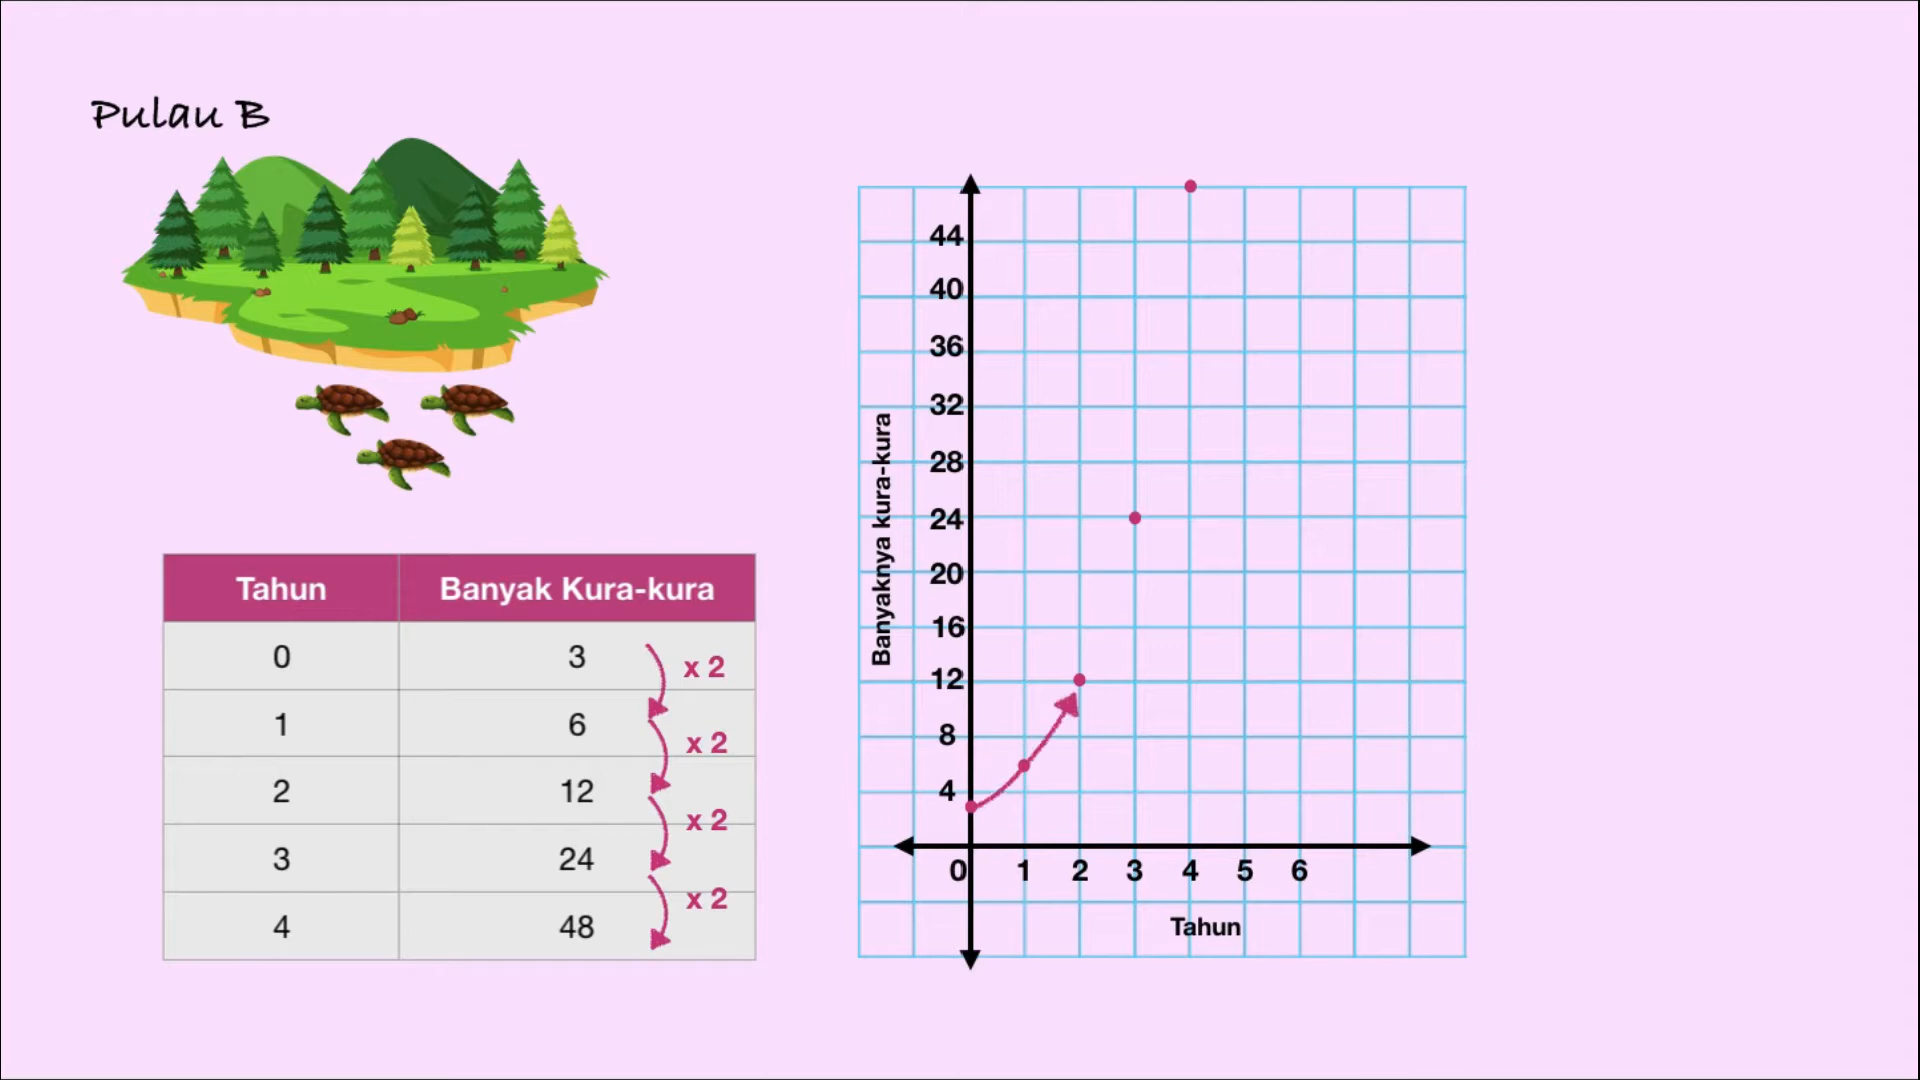 Pulau B
Tahun Banyak Kura-kura
0 3
x 2
1 6
x 2
2 12
x 2
3 24
x 2
4 48
Banyaknya kura-kura
44
40
36
32
28
24
20
16
12
8
4
0 1 2 3 4 5 6
Tahun